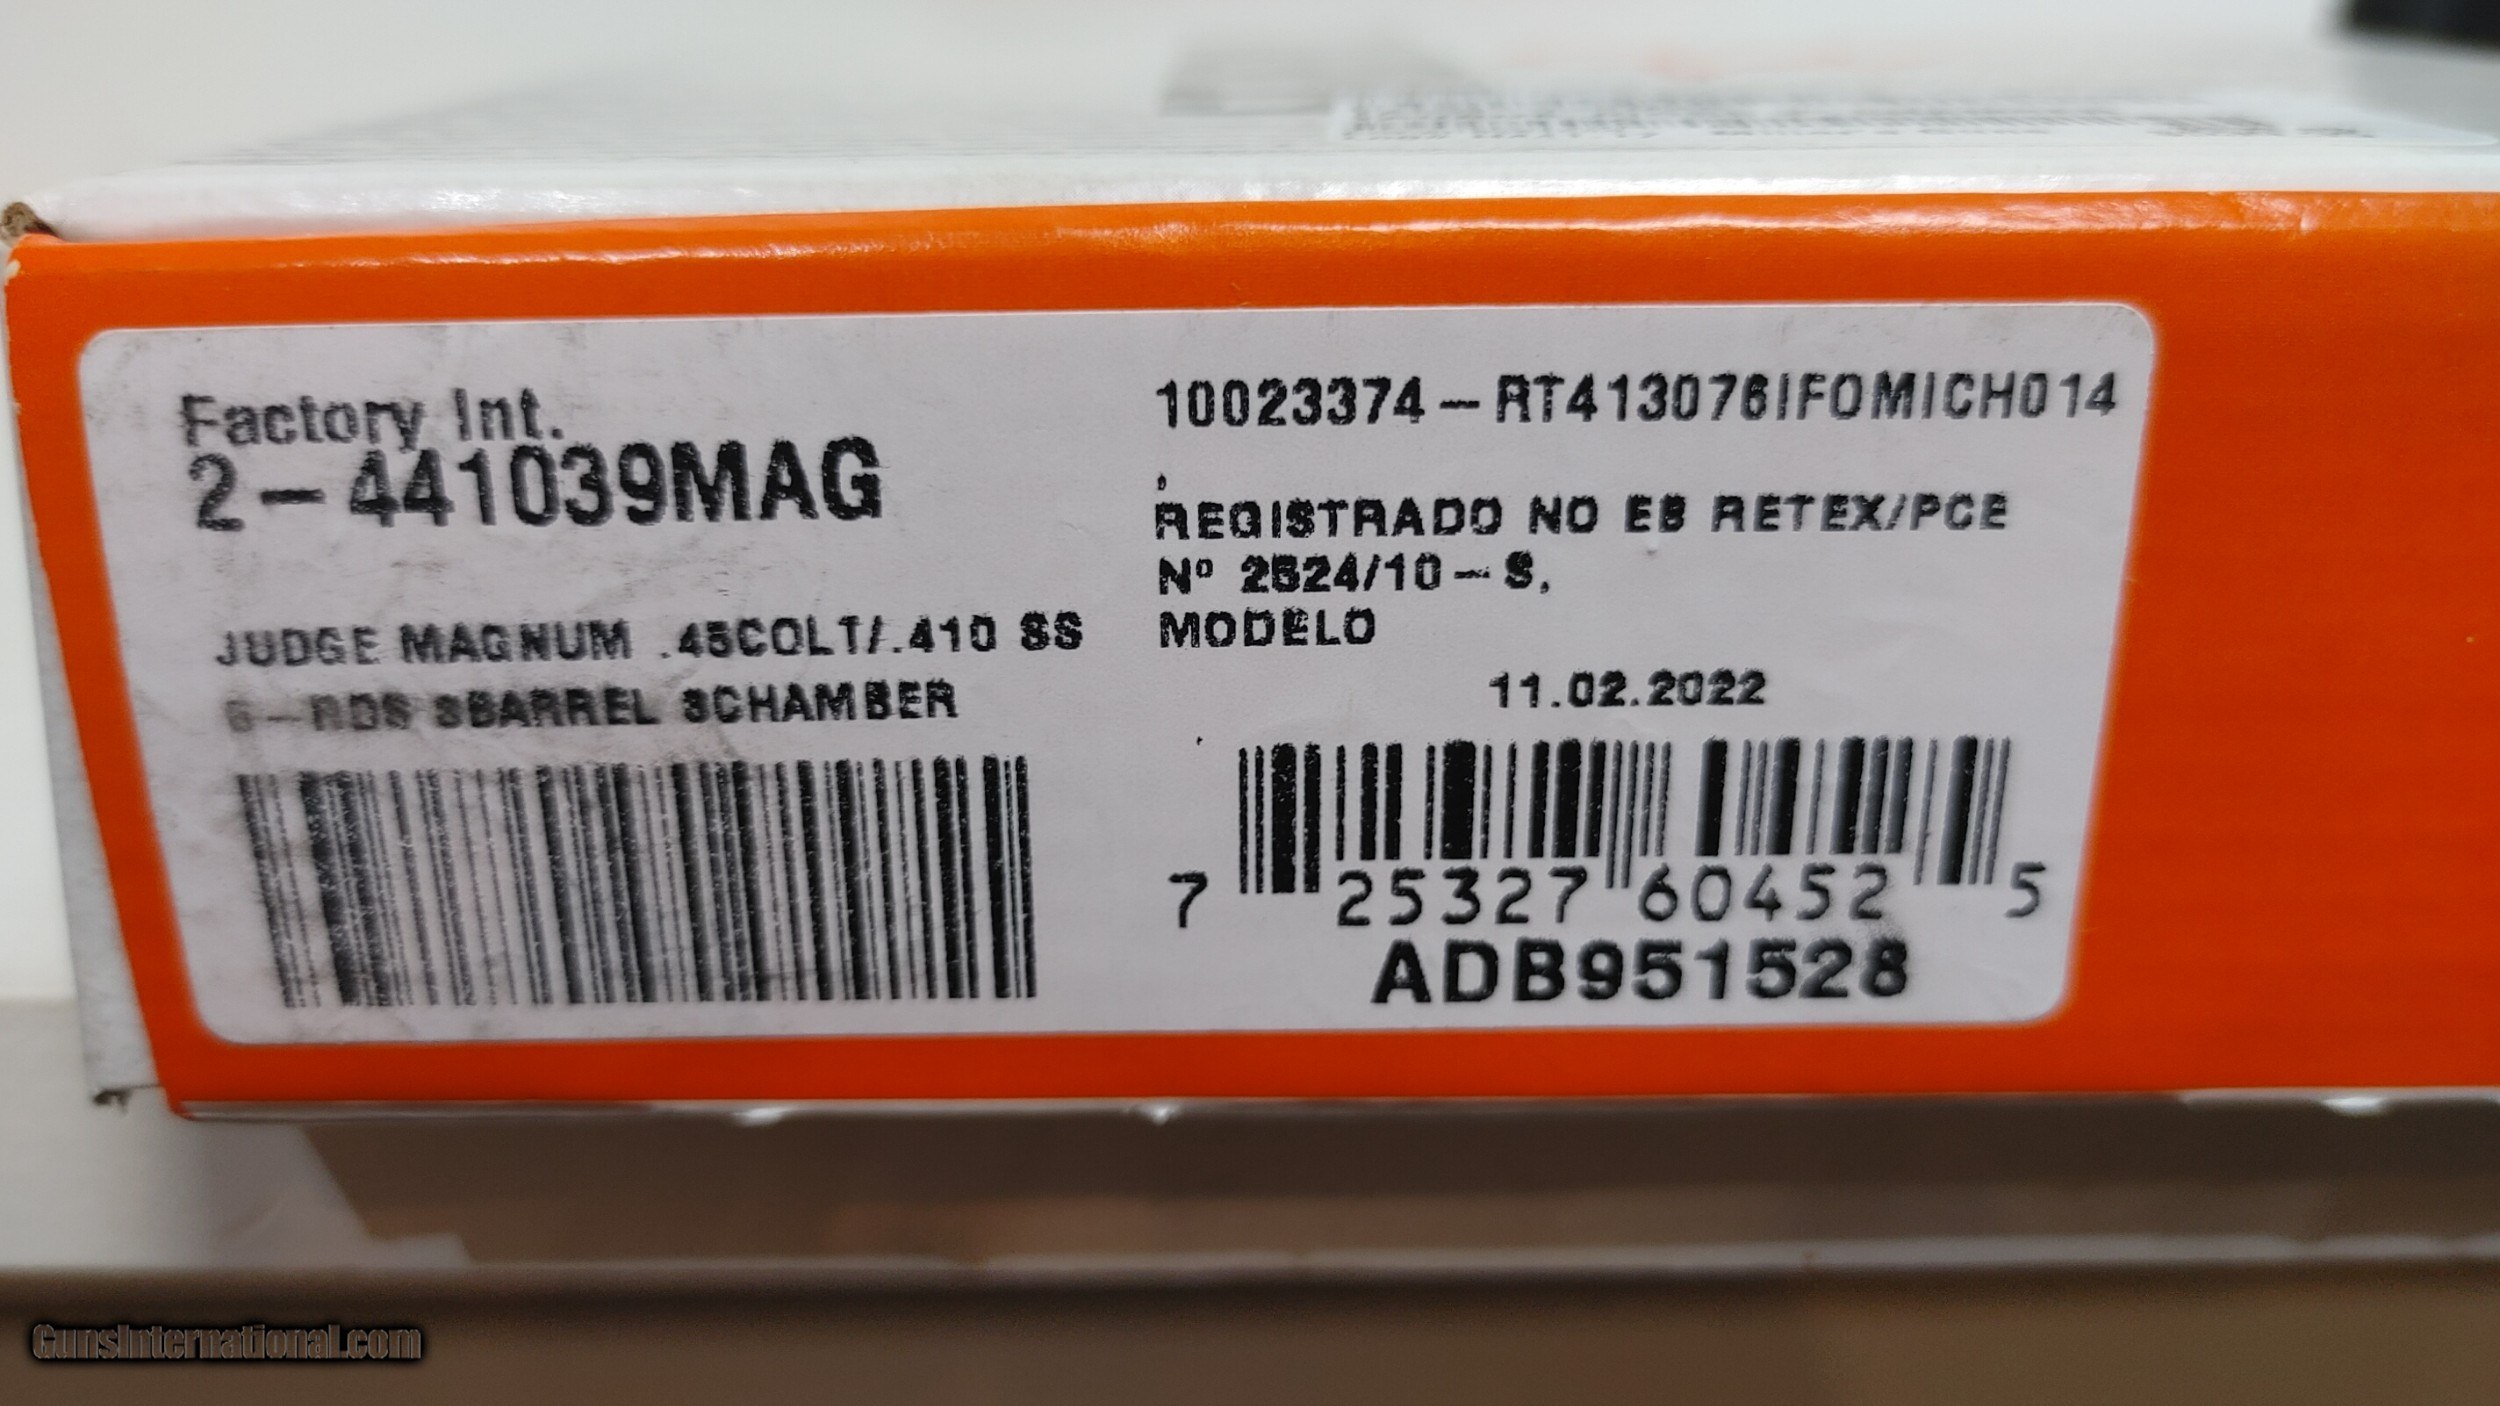 Factory Int.
2-441039MAG
JUDGE MAGNUM .45COLT/.410 SS
-RDS 3BARREL 3CHAMBER
10023374-RT413076IFOMICH014
,
REGISTRADO NO EB RETEX/PCE
Nº 2524/10-S,
MODELO
11.02.2022
7 25327 60452 5
ADB951528
GunsInternational.com